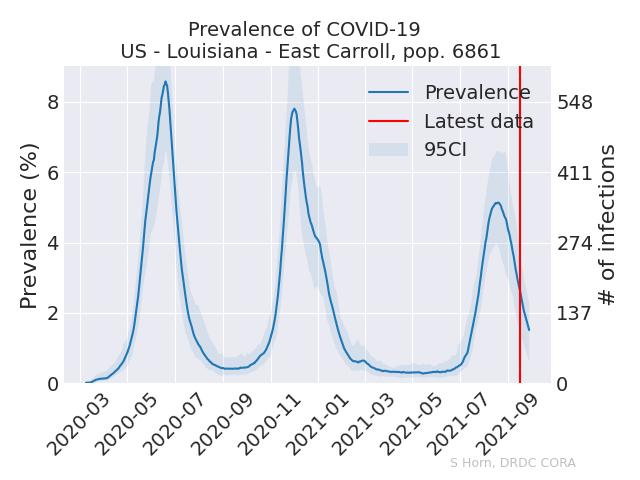 Prevalence of COVID-19
US - Louisiana - East Carroll, pop. 6861
Prevalence
Latest data
95CI
Prevalence (%)
8
6
4
2
0
# of infections
548
411
274
137
0
2020-03
2020-05
2020-07
2020-09
2020-11
2021-01
2021-03
2021-05
2021-07
2021-09
S Horn, DRDC CORA